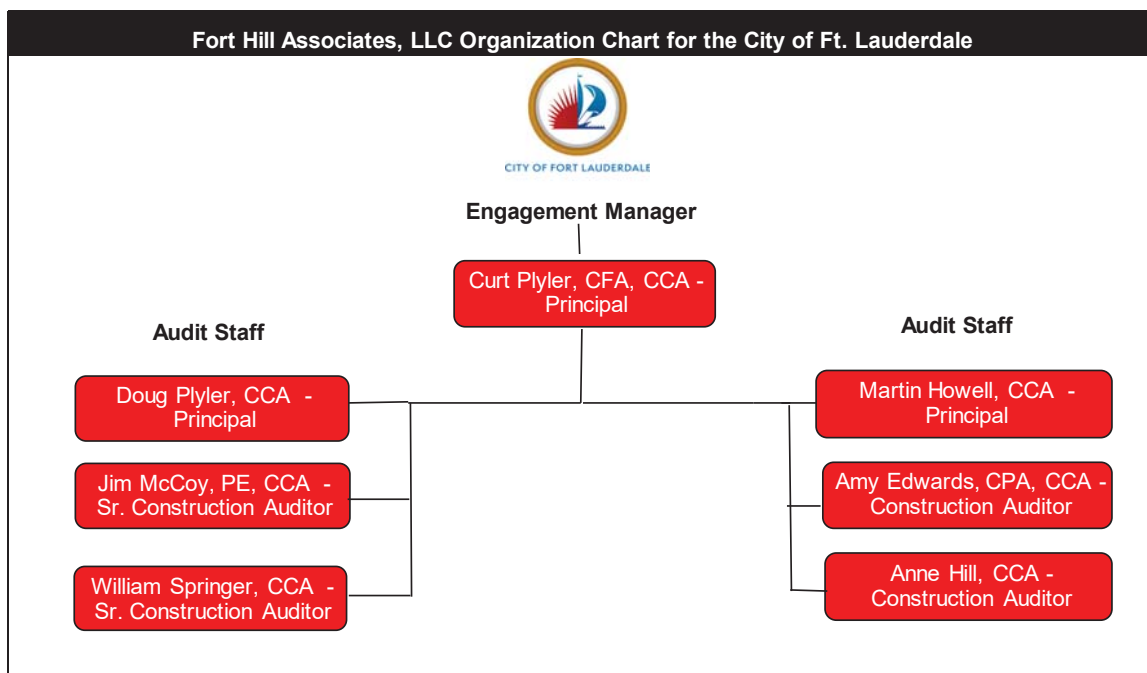 Fort Hill Associates, LLC Organization Chart for the City of Ft. Lauderdale
CITY OF FORT LAUDERDALE
Engagement Manager
Curt Plyler, CFA, CCA -
Principal
Audit Staff
Doug Plyler, CCA -
Principal
Jim McCoy, PE, CCA -
Sr. Construction Auditor
William Springer, CCA -
Sr. Construction Auditor
Audit Staff
Martin Howell, CCA -
Principal
Amy Edwards, CPA, CCA -
Construction Auditor
Anne Hill, CCA -
Construction Auditor